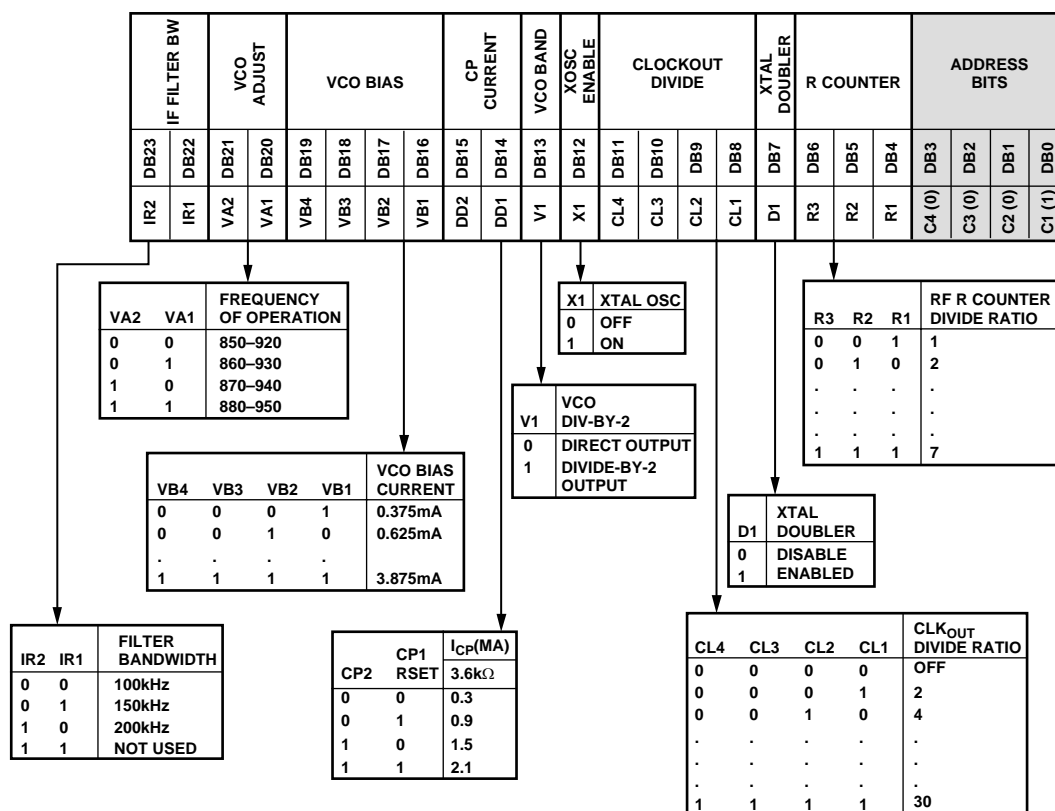 IF FILTER BW
VCO
ADJUST
VCO BIAS
CP
CURRENT
VCO BAND
XOSC
ENABLE
CLOCKOUT
DIVIDE
XTAL
DOUBLER
R COUNTER
ADDRESS
BITS
DB23 DB22 DB21 DB20 DB19 DB18 DB17 DB16 DB15 DB14 DB13 DB12 DB11 DB10 DB9 DB8 DB7 DB6 DB5 DB4 DB3 DB2 DB1 DB0
IR2 IR1 VA2 VA1 VB4 VB3 VB2 VB1 DD2 DD1 V1 X1 CL4 CL3 CL2 CL1 D1 R3 R2 R1 C4 (0) C3 (0) C2 (0) C1 (1)
VA2 VA1 FREQUENCY
OF OPERATION
0 0 850–920
0 1 860–930
1 0 870–940
1 1 880–950
X1 XTAL OSC
0 OFF
1 ON
R3 R2 R1 RF R COUNTER
DIVIDE RATIO
0 0 1 1
0 1 0 2
. . . .
. . . .
. . . .
1 1 1 7
V1 VCO
DIV-BY-2
0 DIRECT OUTPUT
1 DIVIDE-BY-2
OUTPUT
VB4 VB3 VB2 VB1 VCO BIAS
CURRENT
0 0 0 1 0.375mA
0 0 1 0 0.625mA
. . . .
1 1 1 1 3.875mA
D1 XTAL
DOUBLER
0 DISABLE
1 ENABLED
IR2 IR1 FILTER
BANDWIDTH
0 0 100kHz
0 1 150kHz
1 0 200kHz
1 1 NOT USED
CP2 CP1
RSET
ICP(MA)
3.6kΩ
0 0 0.3
0 1 0.9
1 0 1.5
1 1 2.1
CL4 CL3 CL2 CL1 CLKOUT
DIVIDE RATIO
0 0 0 0 OFF
0 0 0 1 2
0 0 1 0 4
. . . . .
. . . . .
. . . . .
1 1 1 1 30